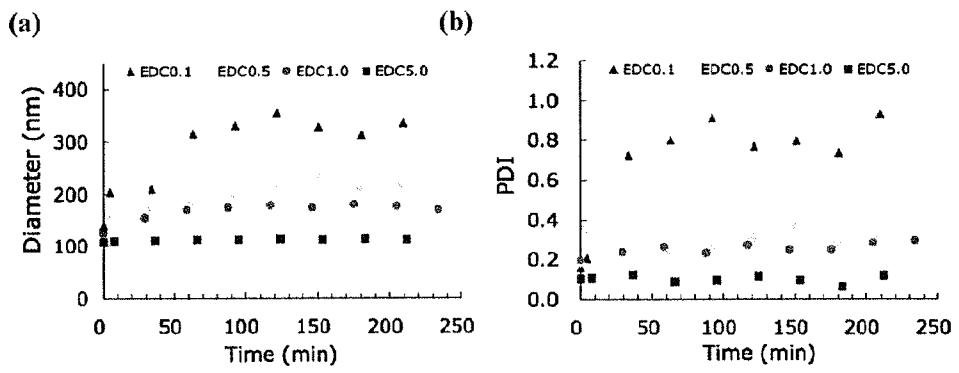 (a)
EDC0.1 EDC0.5 EDC1.0 EDC5.0
400
300
200
100
0
Diameter (nm)
0 50 100 150 200 250
Time (min)
(b)
1.2
EDC0.1 EDC0.5 EDC1.0 EDC5.0
1.0
0.8
0.6
0.4
0.2
0.0
PDI
0 50 100 150 200 250
Time (min)